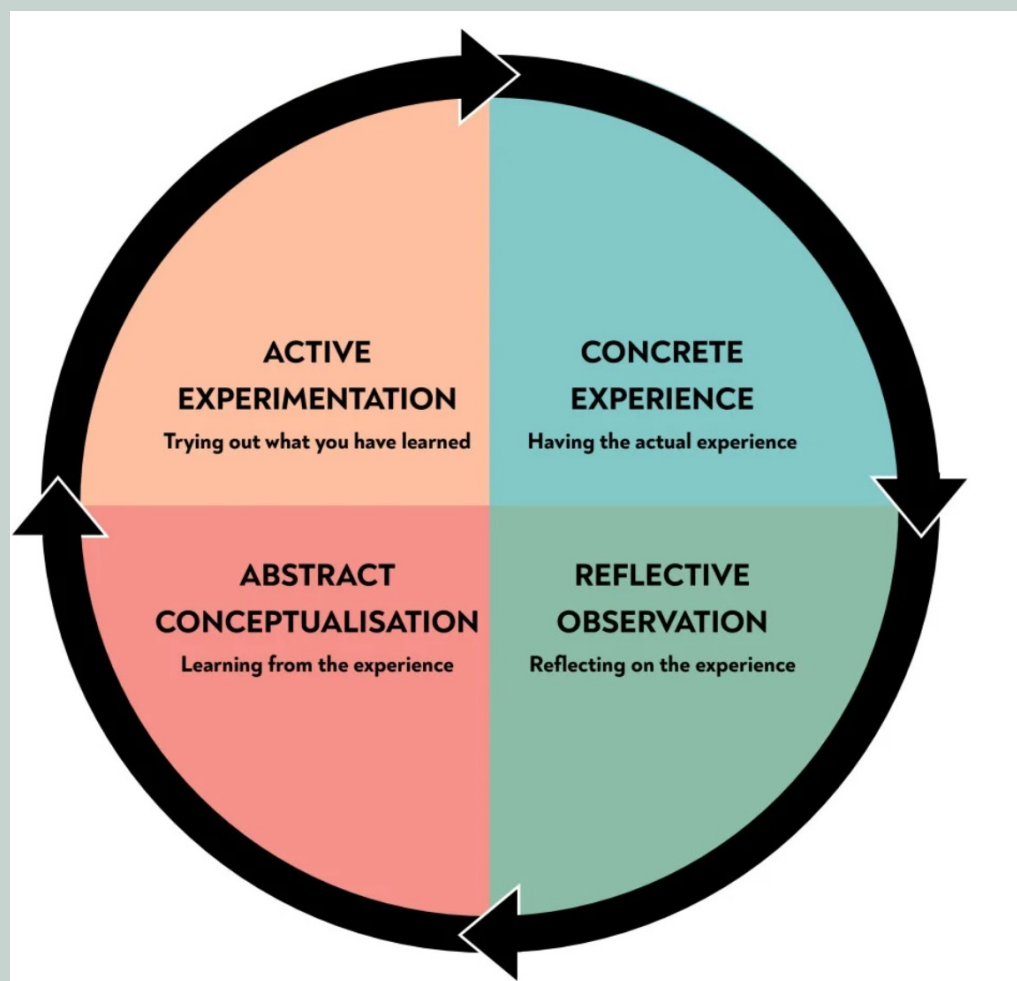 ACTIVE
EXPERIMENTATION
Trying out what you have learned
CONCRETE
EXPERIENCE
Having the actual experience
ABSTRACT
CONCEPTUALISATION
Learning from the experience
REFLECTIVE
OBSERVATION
Reflecting on the experience